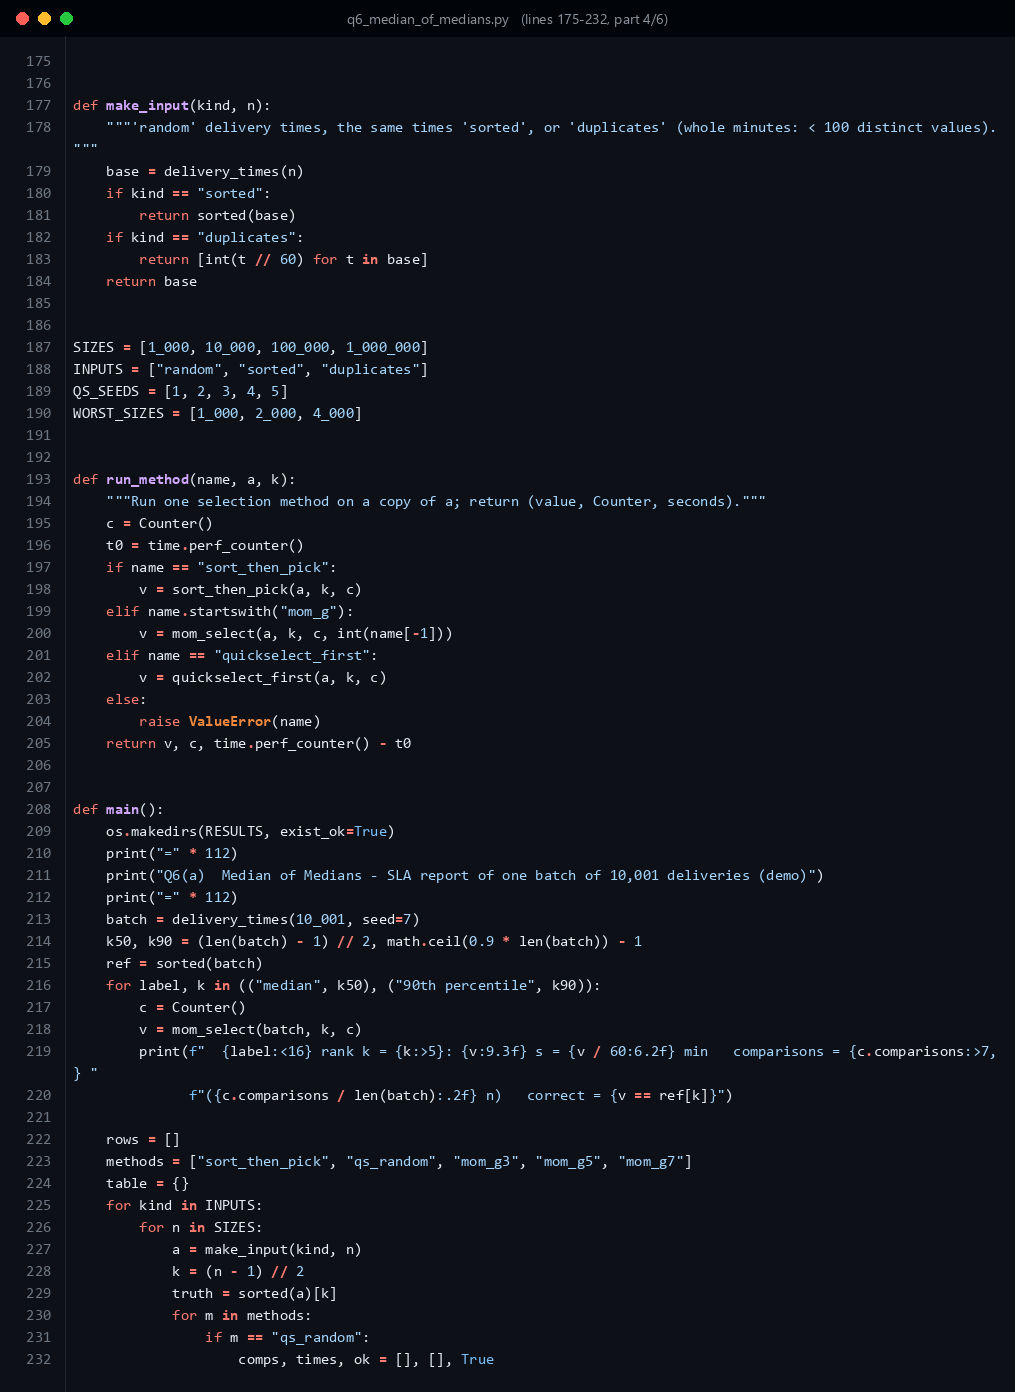 q6_median_of_medians.py   (lines 175-232, part 4/6)
175
176
177 def make_input(kind, n):
178     """'random' delivery times, the same times 'sorted', or 'duplicates' (whole minutes: < 100 distinct values).
"""
179     base = delivery_times(n)
180     if kind == "sorted":
181         return sorted(base)
182     if kind == "duplicates":
183         return [int(t // 60) for t in base]
184     return base
185
186
187 SIZES = [1_000, 10_000, 100_000, 1_000_000]
188 INPUTS = ["random", "sorted", "duplicates"]
189 QS_SEEDS = [1, 2, 3, 4, 5]
190 WORST_SIZES = [1_000, 2_000, 4_000]
191
192
193 def run_method(name, a, k):
194     """Run one selection method on a copy of a; return (value, Counter, seconds)."""
195     c = Counter()
196     t0 = time.perf_counter()
197     if name == "sort_then_pick":
198         v = sort_then_pick(a, k, c)
199     elif name.startswith("mom_g"):
200         v = mom_select(a, k, c, int(name[-1]))
201     elif name == "quickselect_first":
202         v = quickselect_first(a, k, c)
203     else:
204         raise ValueError(name)
205     return v, c, time.perf_counter() - t0
206
207
208 def main():
209     os.makedirs(RESULTS, exist_ok=True)
210     print("=" * 112)
211     print("Q6(a)  Median of Medians - SLA report of one batch of 10,001 deliveries (demo)")
212     print("=" * 112)
213     batch = delivery_times(10_001, seed=7)
214     k50, k90 = (len(batch) - 1) // 2, math.ceil(0.9 * len(batch)) - 1
215     ref = sorted(batch)
216     for label, k in (("median", k50), ("90th percentile", k90)):
217         c = Counter()
218         v = mom_select(batch, k, c)
219         print(f"  {label:<16} rank k = {k:>5}: {v:9.3f} s = {v / 60:6.2f} min   comparisons = {c.comparisons:>7,
} "
220               f"({c.comparisons / len(batch):.2f} n)   correct = {v == ref[k]}")
221
222     rows = []
223     methods = ["sort_then_pick", "qs_random", "mom_g3", "mom_g5", "mom_g7"]
224     table = {}
225     for kind in INPUTS:
226         for n in SIZES:
227             a = make_input(kind, n)
228             k = (n - 1) // 2
229             truth = sorted(a)[k]
230             for m in methods:
231                 if m == "qs_random":
232                     comps, times, ok = [], [], True